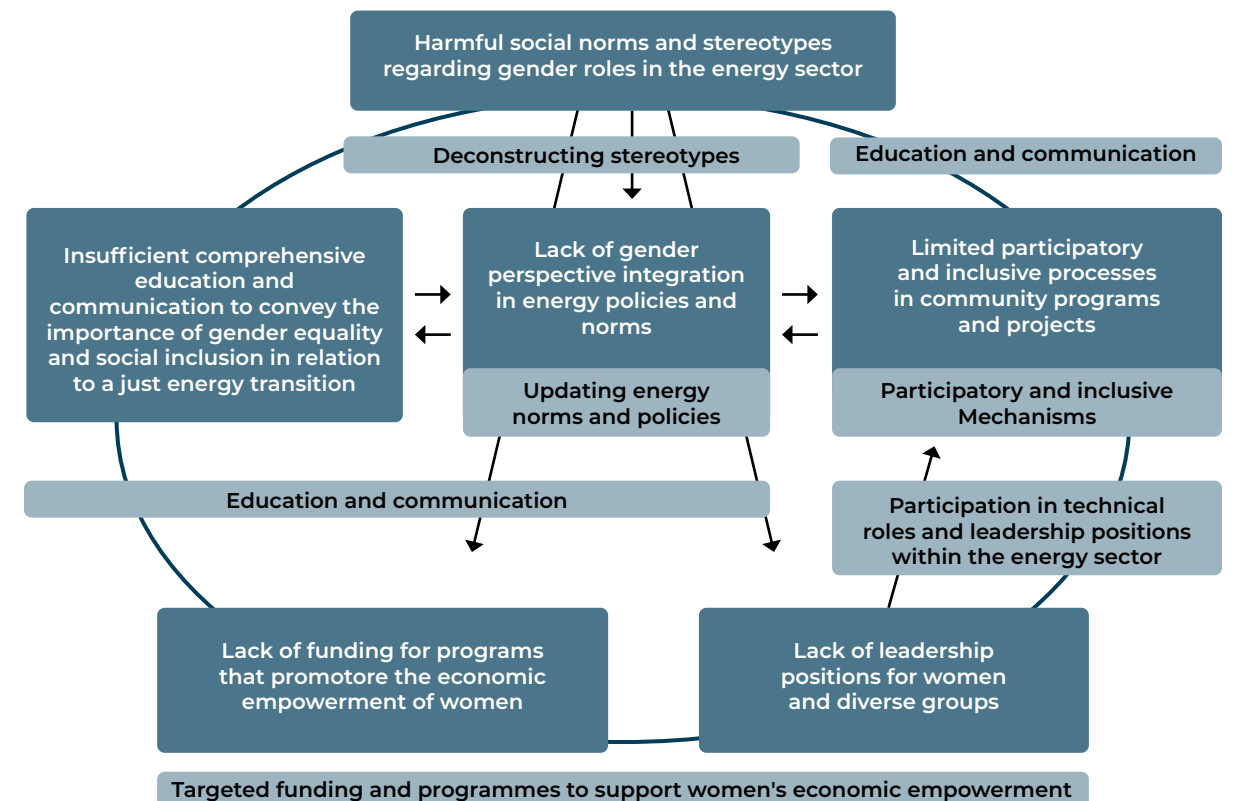 Harmful social norms and stereotypes
regarding gender roles in the energy sector
Deconstructing stereotypes
Education and communication
Insufficient comprehensive
education and
communication to convey the
importance of gender equality
and social inclusion in relation
to a just energy transition
Lack of gender
perspective integration
in energy policies and
norms
Updating energy
norms and policies
Limited participatory
and inclusive processes
in community programs
and projects
Participatory and inclusive
Mechanisms
Education and communication
Participation in technical
roles and leadership positions
within the energy sector
Lack of funding for programs
that promotore the economic
empowerment of women
Lack of leadership
positions for women
and diverse groups
Targeted funding and programmes to support women's economic empowerment